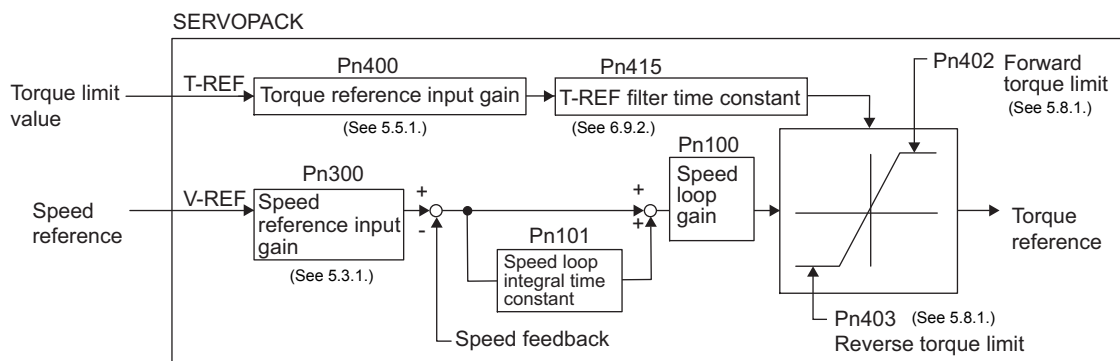 SERVOPACK
Torque limit
value
T-REF
Pn400
Torque reference input gain
(See 5.5.1.)
Pn415
T-REF filter time constant
(See 6.9.2.)
Pn402
Forward
torque limit
(See 5.8.1.)
Speed
reference
V-REF
Pn300
Speed
reference input
gain
(See 5.3.1.)
+
-
Speed feedback
Pn101
Speed loop
integral time
constant
+
+
Pn100
Speed
loop
gain
Torque
reference
Pn403
(See 5.8.1.)
Reverse torque limit